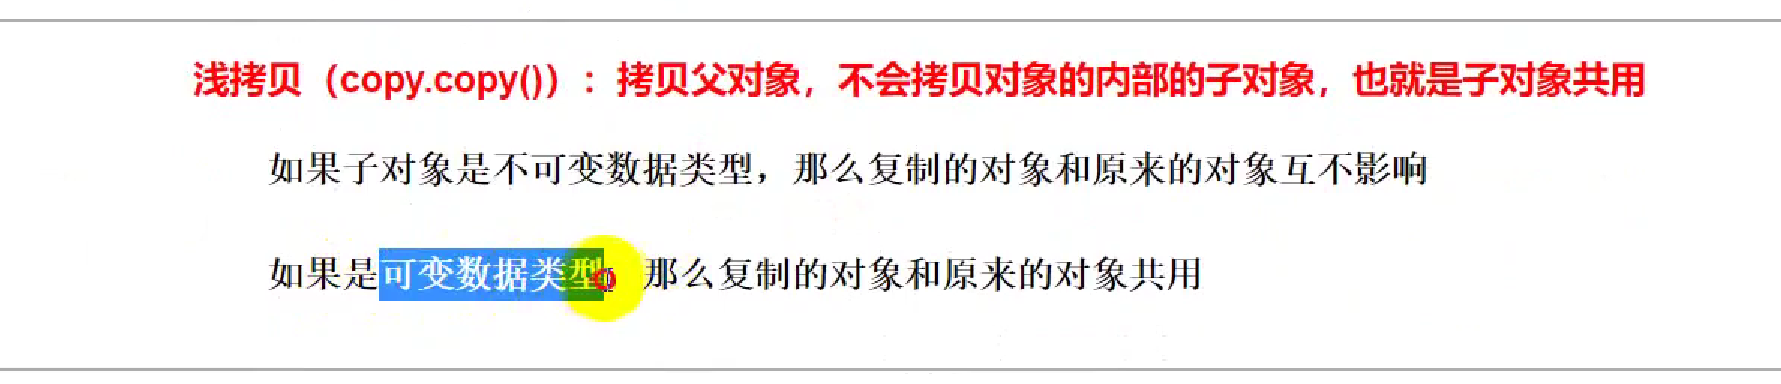 浅拷贝（copy.copy()）：拷贝父对象，不会拷贝对象的内部的子对象，也就是子对象共用
如果子对象是不可变数据类型，那么复制的对象和原来的对象互不影响
如果是可变数据类型，那么复制的对象和原来的对象共用